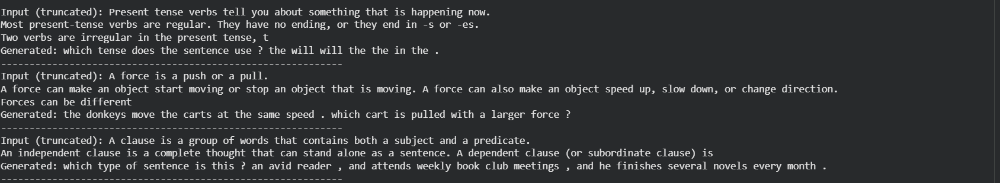 Input (truncated): Present tense verbs tell you about something that is happening now.
Most present-tense verbs are regular. They have no ending, or they end in -s or -es.
Two verbs are irregular in the present tense, t
Generated: which tense does the sentence use ? the will will the the in the .
------------------------------------------------------------
Input (truncated): A force is a push or a pull.
A force can make an object start moving or stop an object that is moving. A force can also make an object speed up, slow down, or change direction.
Forces can be different
Generated: the donkeys move the carts at the same speed . which cart is pulled with a larger force ?
------------------------------------------------------------
Input (truncated): A clause is a group of words that contains both a subject and a predicate.
An independent clause is a complete thought that can stand alone as a sentence. A dependent clause (or subordinate clause) is
Generated: which type of sentence is this ? an avid reader , and attends weekly book club meetings , and he finishes several novels every month .
------------------------------------------------------------